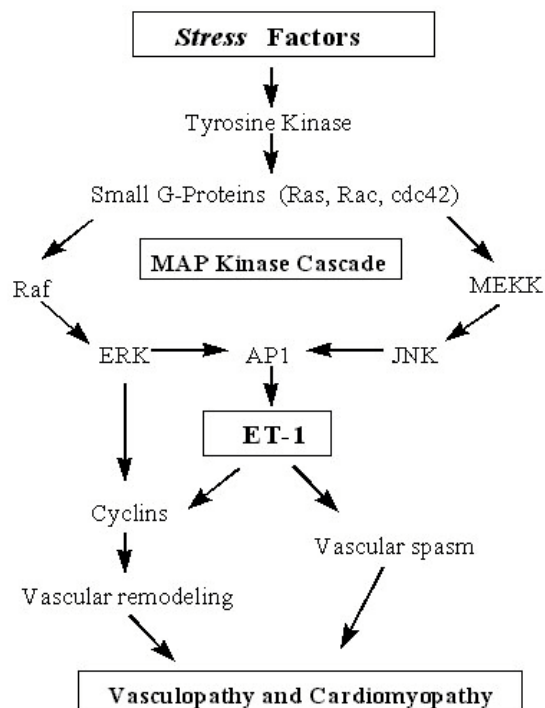 Stress Factors
Tyrosine Kinase
Small G-Proteins (Ras, Rac, cdc42)
MAP Kinase Cascade
Raf
MEKK
ERK
AP1
JNK
ET-1
Cyclins
Vascular spasm
Vascular remodeling
Vasculopathy and Cardiomyopathy